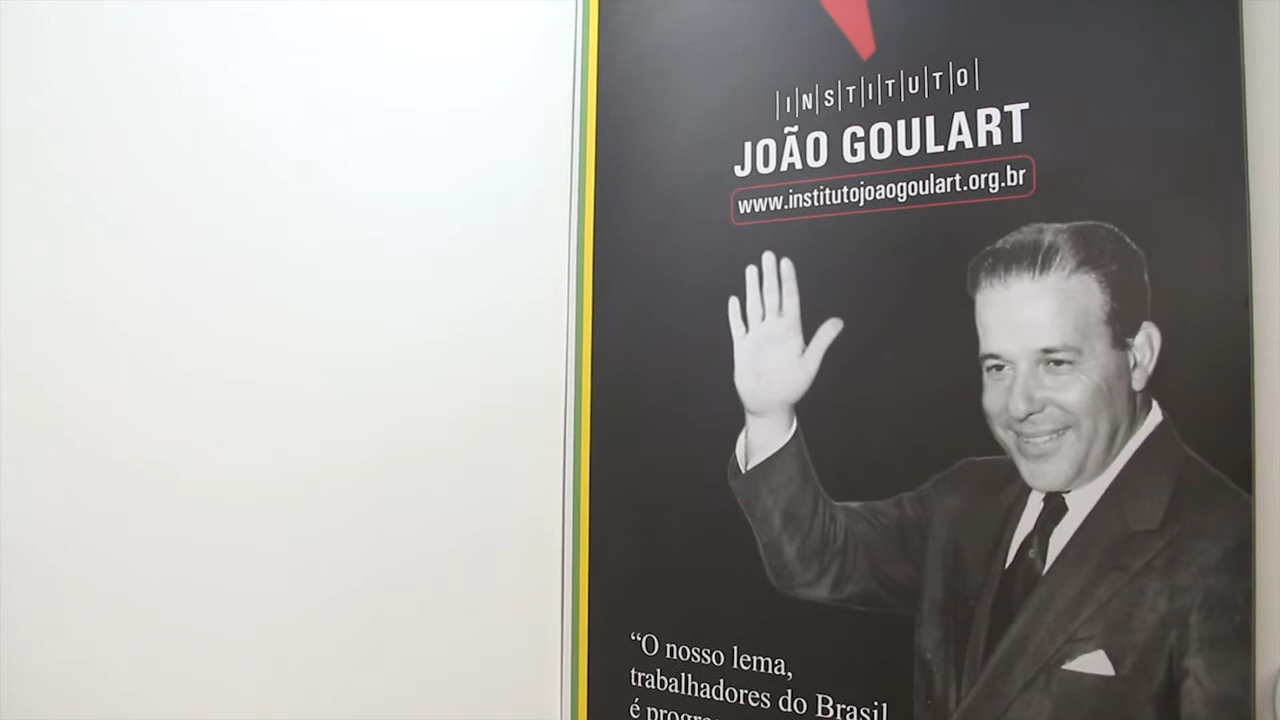 INSTITUTO
JOÃO GOULART
www.institutojoaogoulart.org.br
“O nosso lema,
trabalhadores do Brasil
é